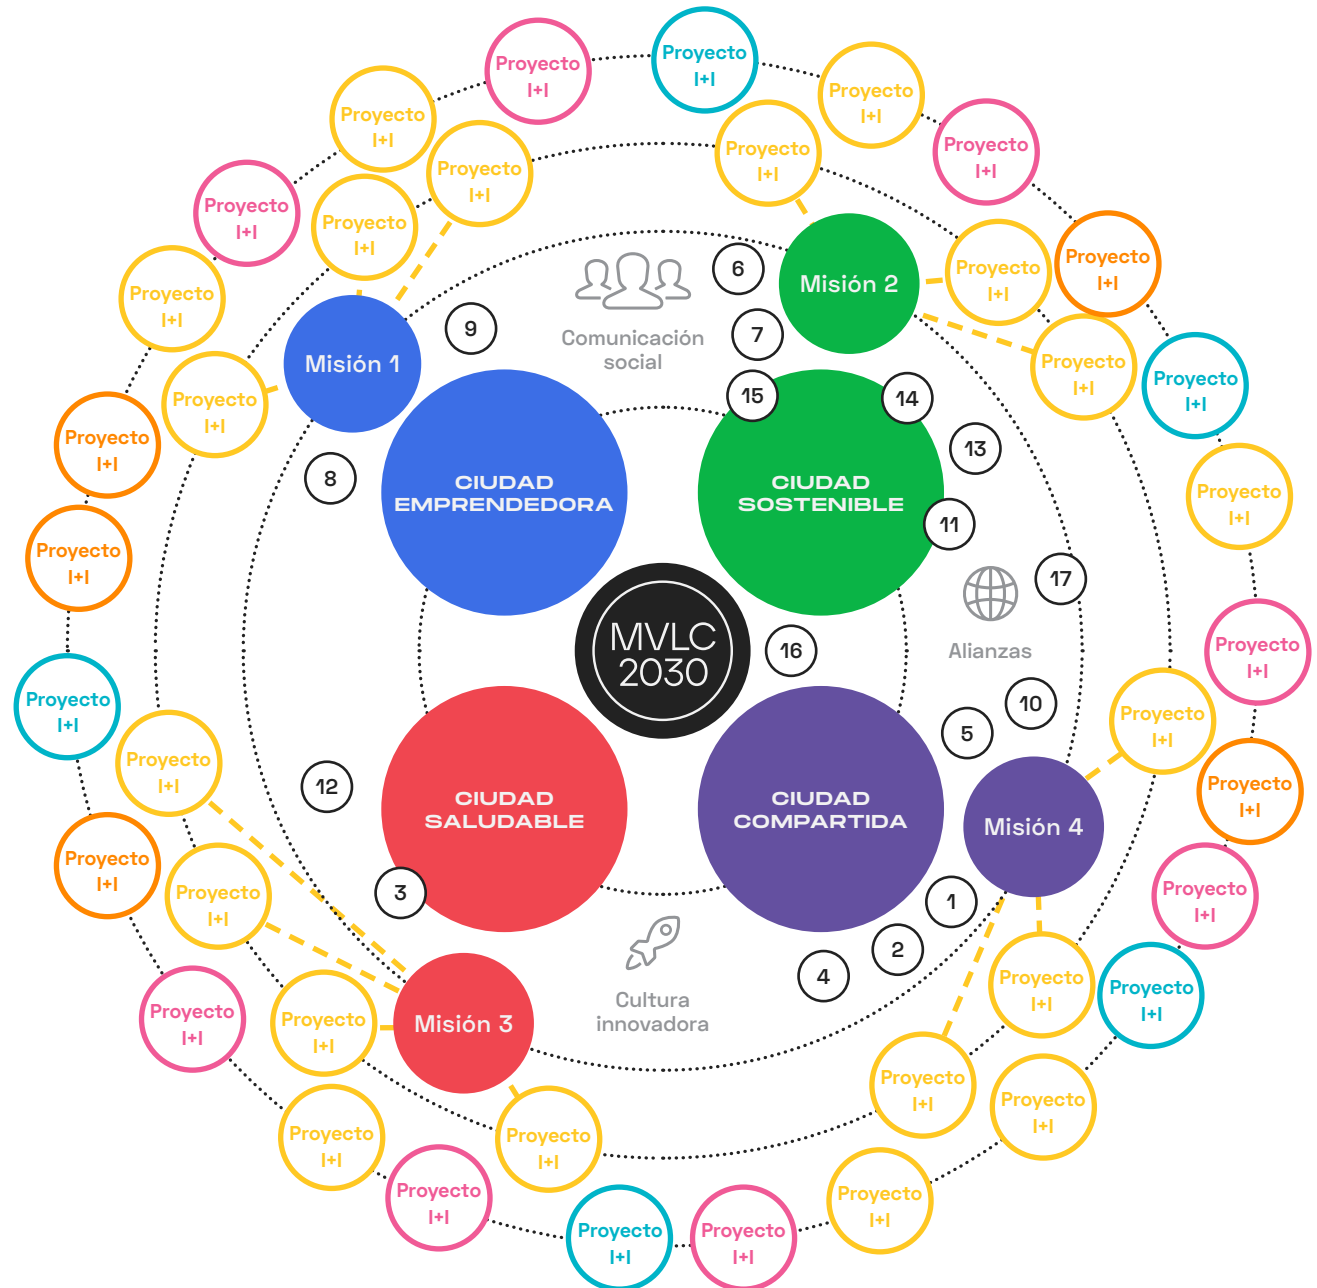 Proyecto
I+I
Proyecto
I+I
Proyecto
I+I
Proyecto
I+I
Proyecto
I+I
Proyecto
I+I
Proyecto
I+I
Proyecto
I+I
Proyecto
I+I
Proyecto
I+I
Proyecto
I+I
Proyecto
I+I
Proyecto
I+I
Proyecto
I+I
Proyecto
I+I
Proyecto
I+I
Proyecto
I+I
Proyecto
I+I
Proyecto
I+I
Misión 1
Misión 2
6
9
7
Comunicación
social
15
14
13
8
11
CIUDAD
EMPRENDEDORA
CIUDAD
SOSTENIBLE
17
Alianzas
MVLC
2030
16
10
5
12
CIUDAD
SALUDABLE
CIUDAD
COMPARTIDA
Misión 4
3
1
2
4
Cultura
innovadora
Misión 3
Proyecto
I+I
Proyecto
I+I
Proyecto
I+I
Proyecto
I+I
Proyecto
I+I
Proyecto
I+I
Proyecto
I+I
Proyecto
I+I
Proyecto
I+I
Proyecto
I+I
Proyecto
I+I
Proyecto
I+I
Proyecto
I+I
Proyecto
I+I
Proyecto
I+I
Proyecto
I+I
Proyecto
I+I
Proyecto
I+I
Proyecto
I+I
Proyecto
I+I